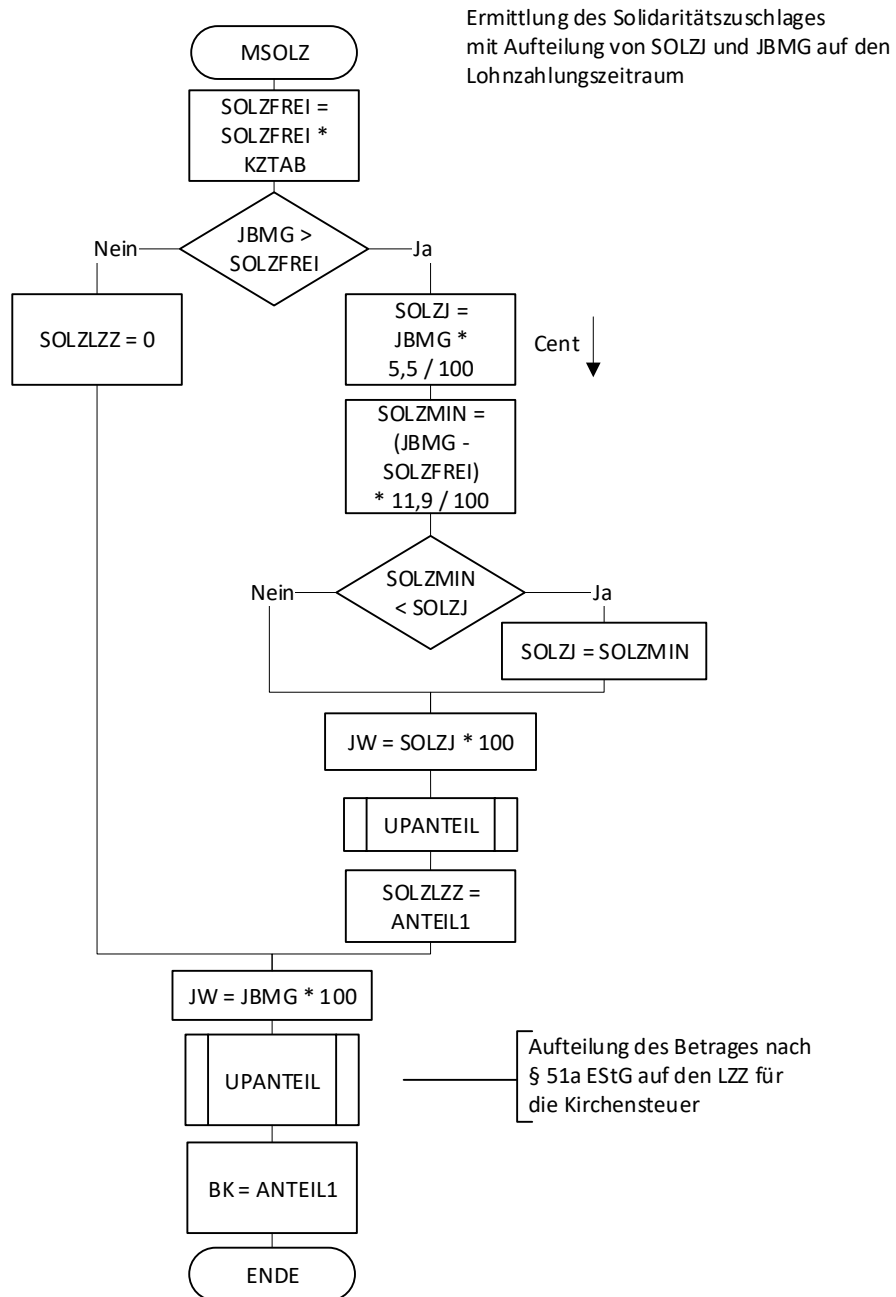 Ermittlung des Solidaritätszuschlages
mit Aufteilung von SOLZJ und JBMG auf den
Lohnzahlungszeitraum
MSOLZ
SOLZFREI =
SOLZFREI *
KZTAB
JBMG >
SOLZFREI
Nein
Ja
SOLZLZZ = 0
SOLZJ =
JBMG *
5,5 / 100
Cent
SOLZMIN =
(JBMG -
SOLZFREI)
* 11,9 / 100
SOLZMIN
< SOLZJ
Nein
Ja
SOLZJ = SOLZMIN
JW = SOLZJ * 100
UPANTEIL
SOLZLZZ =
ANTEIL1
JW = JBMG * 100
UPANTEIL
Aufteilung des Betrages nach
§ 51a EStG auf den LZZ für
die Kirchensteuer
BK = ANTEIL1
ENDE